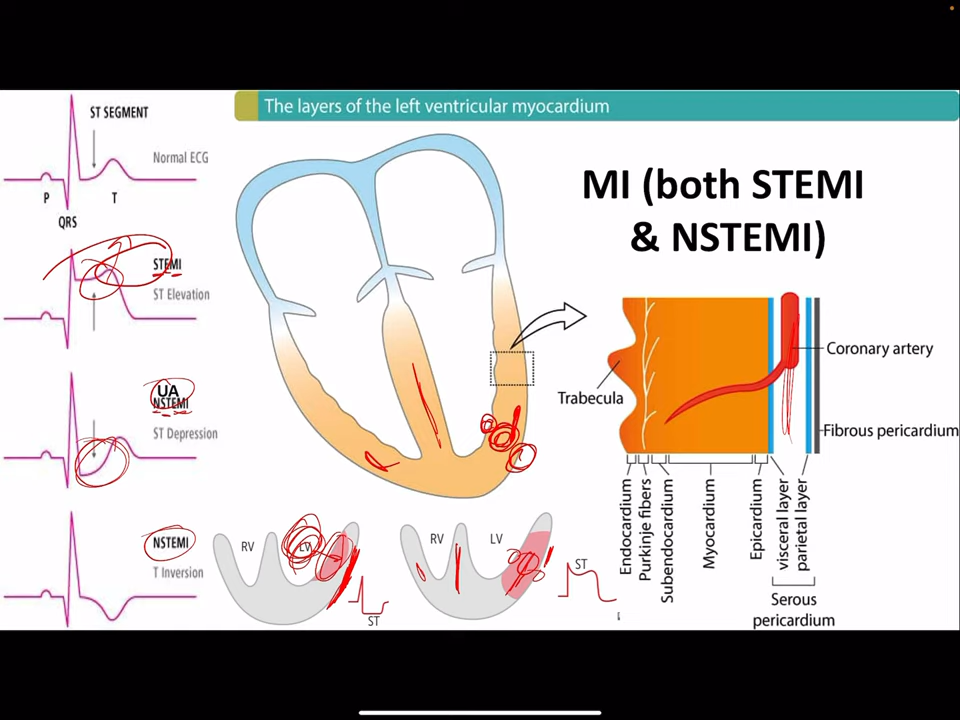 The layers of the left ventricular myocardium
ST SEGMENT
Normal ECG
P
T
QRS
STEMI
ST Elevation
UA
NSTEMI
ST Depression
NSTEMI
T Inversion
MI (both STEMI
& NSTEMI)
Trabecula
Coronary artery
Fibrous pericardium
Endocardium
Purkinje fibers
Subendocardium
Myocardium
Epicardium
visceral layer
parietal layer
Serous
pericardium
RV
LV
ST
RV
LV
ST